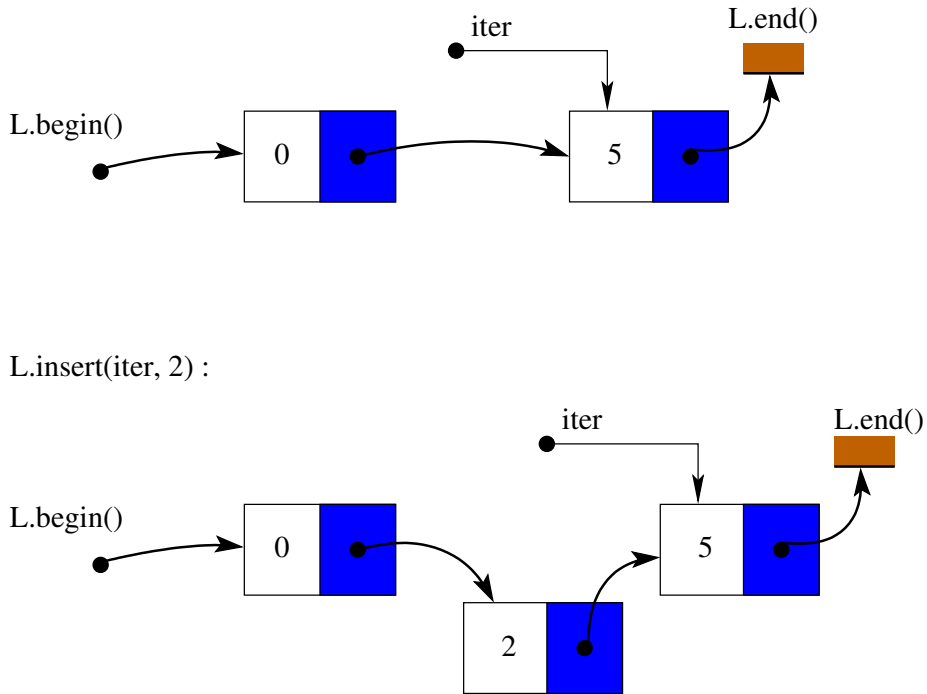 iter
L.end()
L.begin()
0
5
L.insert(iter, 2) :
iter
L.end()
L.begin()
0
5
2